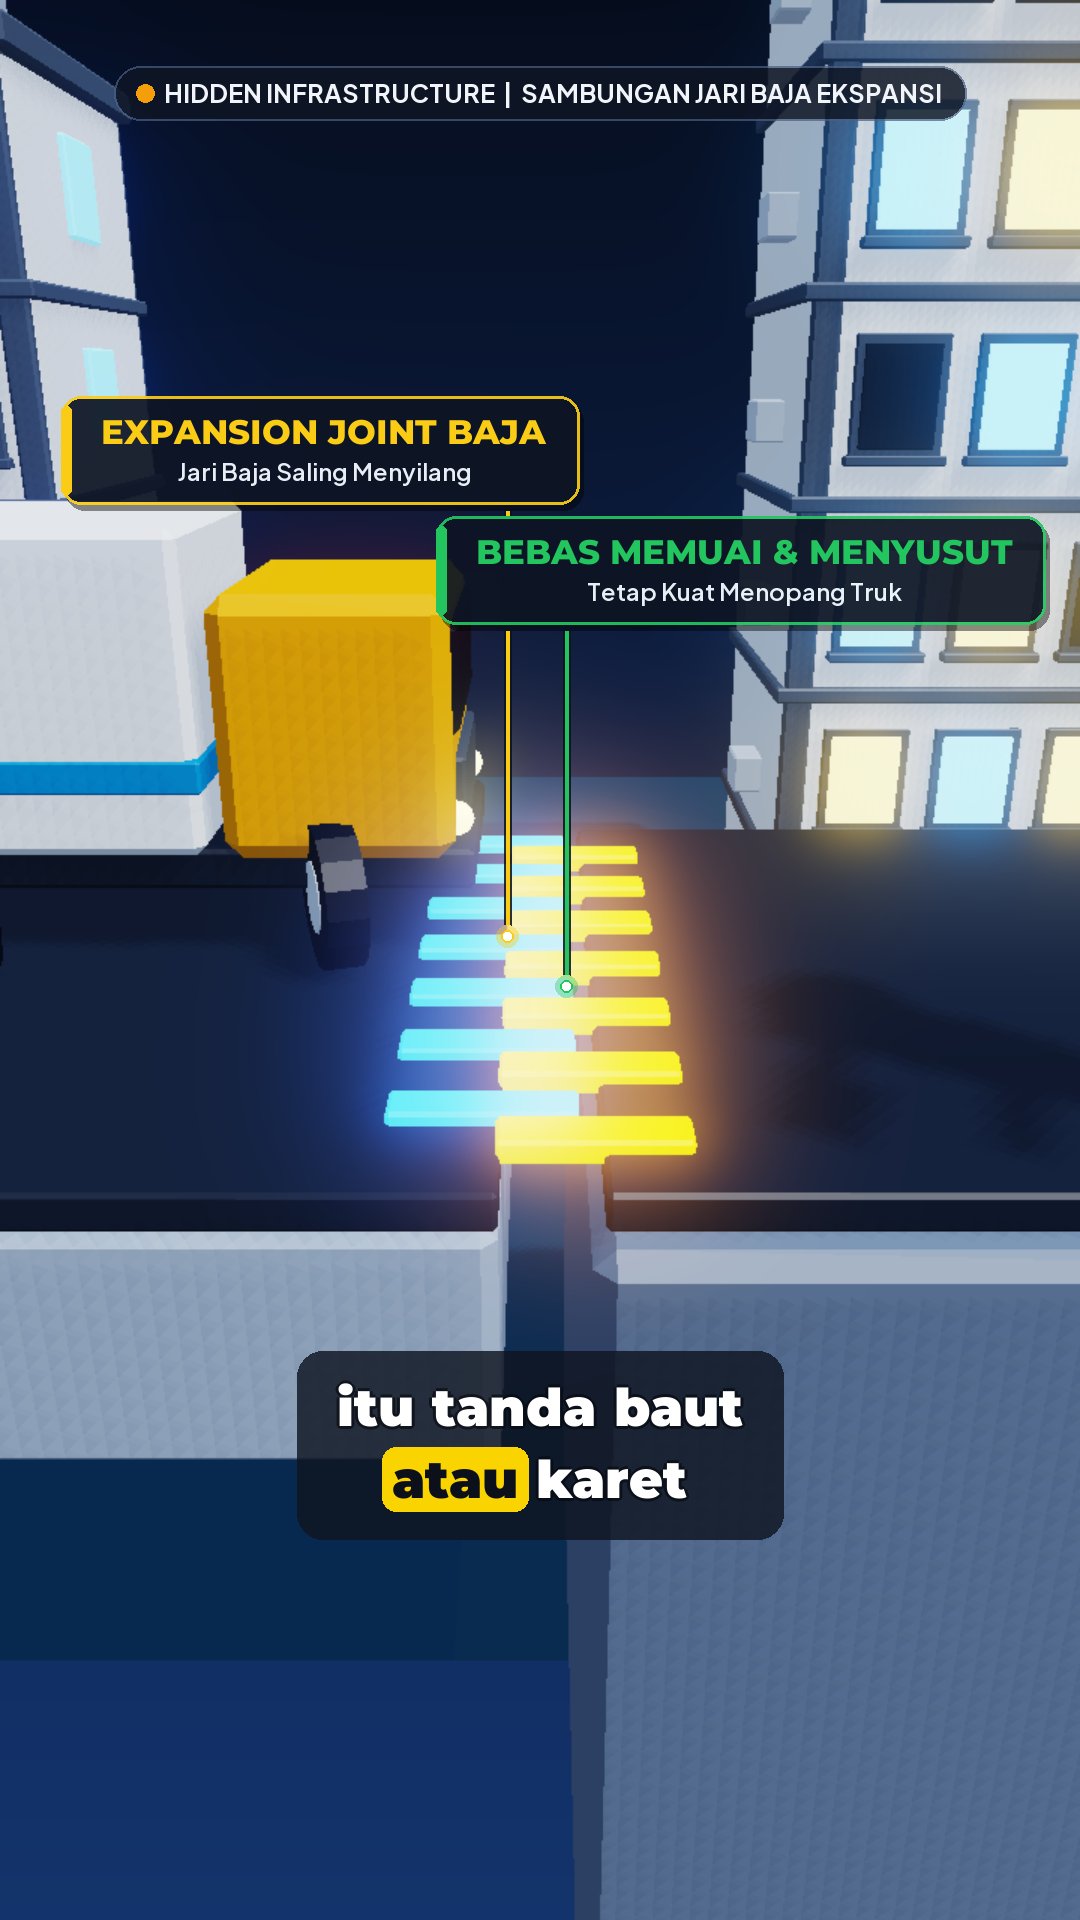 HIDDEN INFRASTRUCTURE | SAMBUNGAN JARI BAJA EKSPANSI
EXPANSION JOINT BAJA
Jari Baja Saling Menyilang
BEBAS MEMUAI & MENYUSUT
Tetap Kuat Menopang Truk
itu tanda baut
atau karet